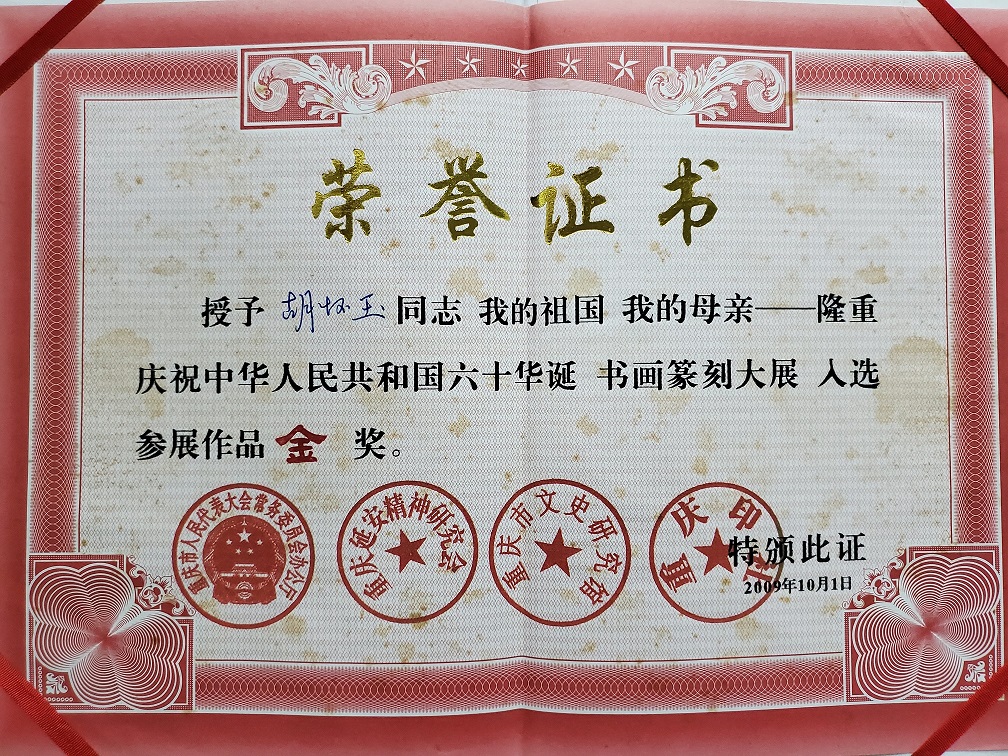 荣誉证书
授予 胡怀玉 同志 我的祖国 我的母亲——隆重
庆祝中华人民共和国六十华诞 书画篆刻大展 入选
参展作品 金 奖。
重庆市人民代表大会常务委员会办公厅
重庆延安精神研究会
重庆市文史研究馆
重庆印
特颁此证
2009年10月1日